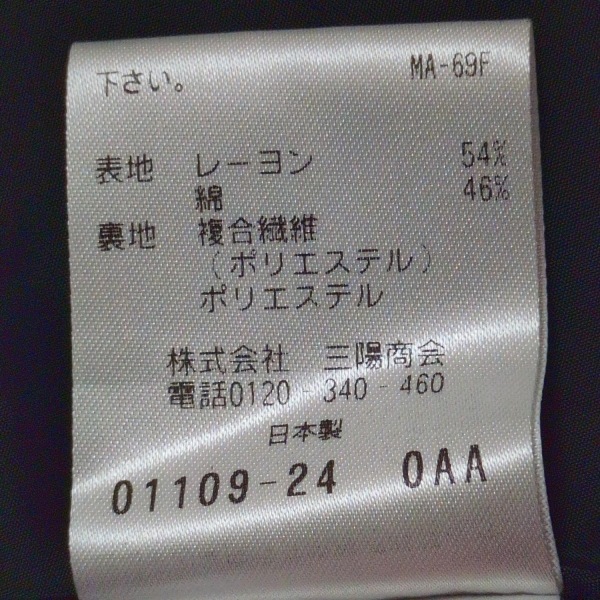 下さい。 MA-69F
表地 レーヨン 54%
綿 46%
裏地 複合繊維
(ポリエステル)
ポリエステル
株式会社 三陽商会
電話0120-340-460
日本製
01109-24 0AA